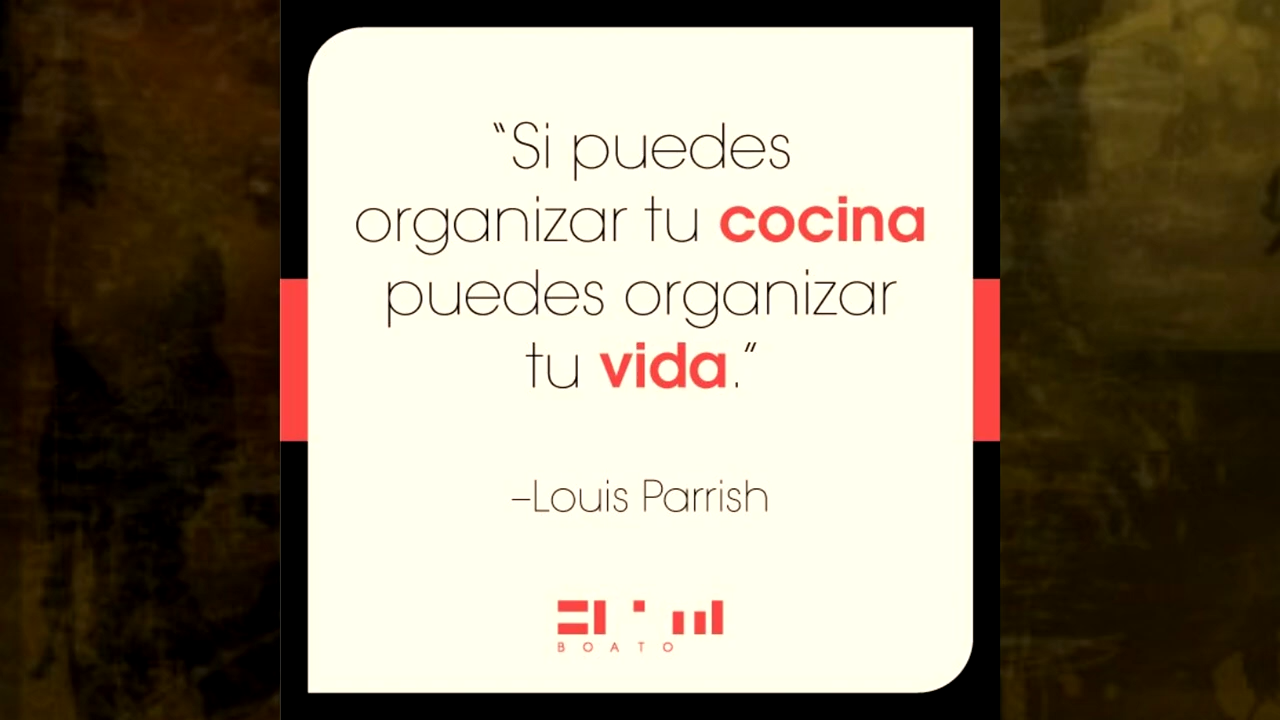 “Si puedes
organizar tu cocina
puedes organizar
tu vida.”
–Louis Parrish
BOATO